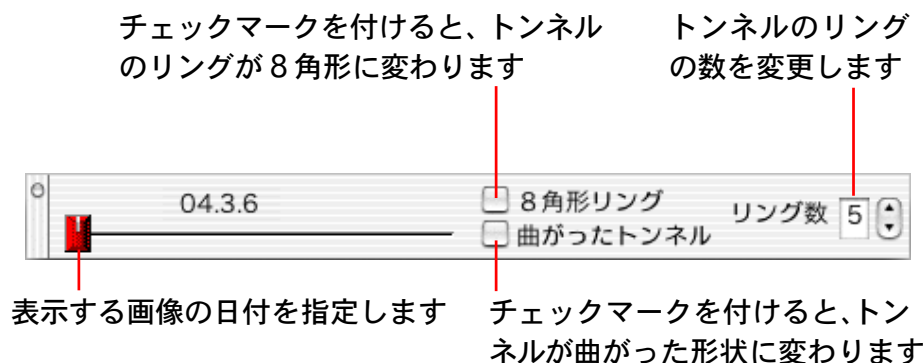 チェックマークを付けると、トンネル
のリングが８角形に変わります
トンネルのリング
の数を変更します
04.3.6
８角形リング
曲がったトンネル
リング数
5
表示する画像の日付を指定します
チェックマークを付けると、トン
ネルが曲がった形状に変わります